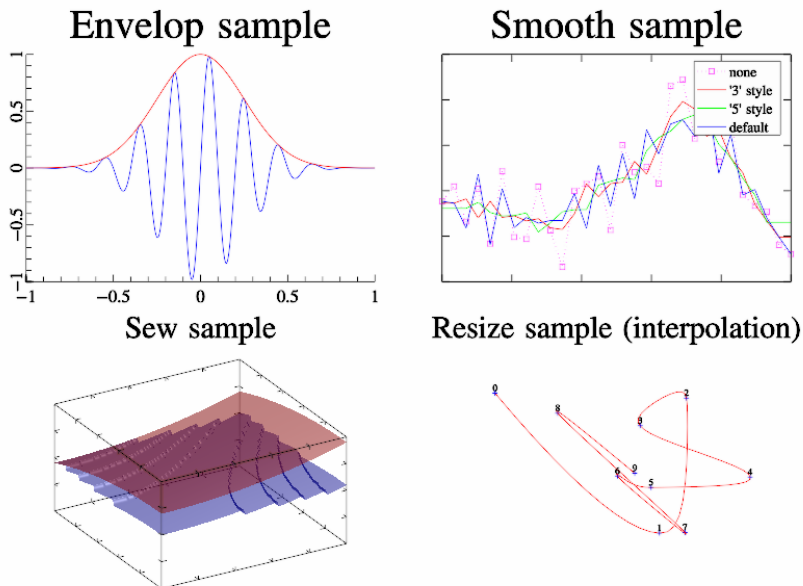 Envelop sample
1
0.5
0
−0.5
−1
−1
−0.5
0
0.5
1
Smooth sample
none
'3' style
'5' style
default
Sew sample
Resize sample (interpolation)
0
1
2
3
4
5
6
7
8
9